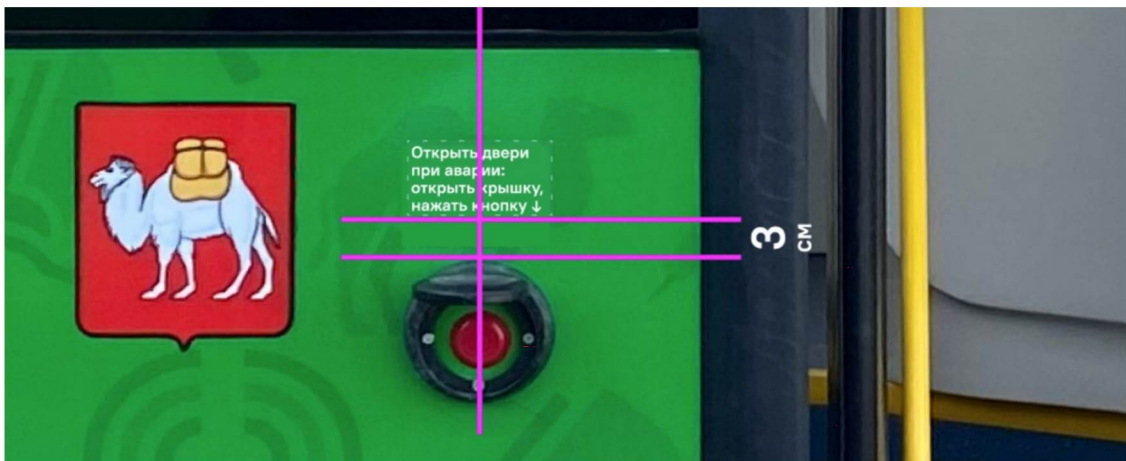 Открыть двери
при аварии:
открыть крышку,
нажать кнопку ↓
3
см